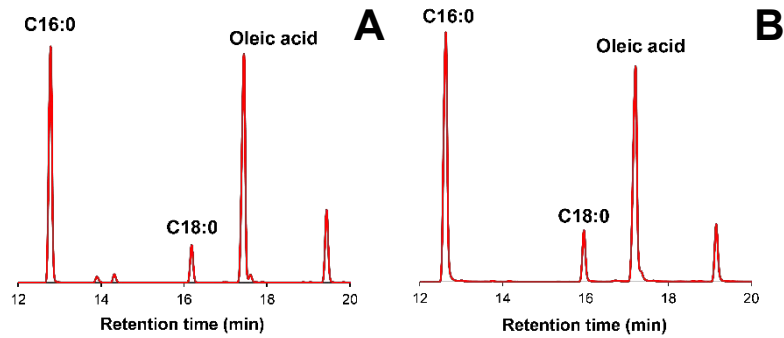 C16:0
Oleic acid
A
C18:0
12 14 16 18 20
Retention time (min)
C16:0
Oleic acid
B
C18:0
12 14 16 18 20
Retention time (min)